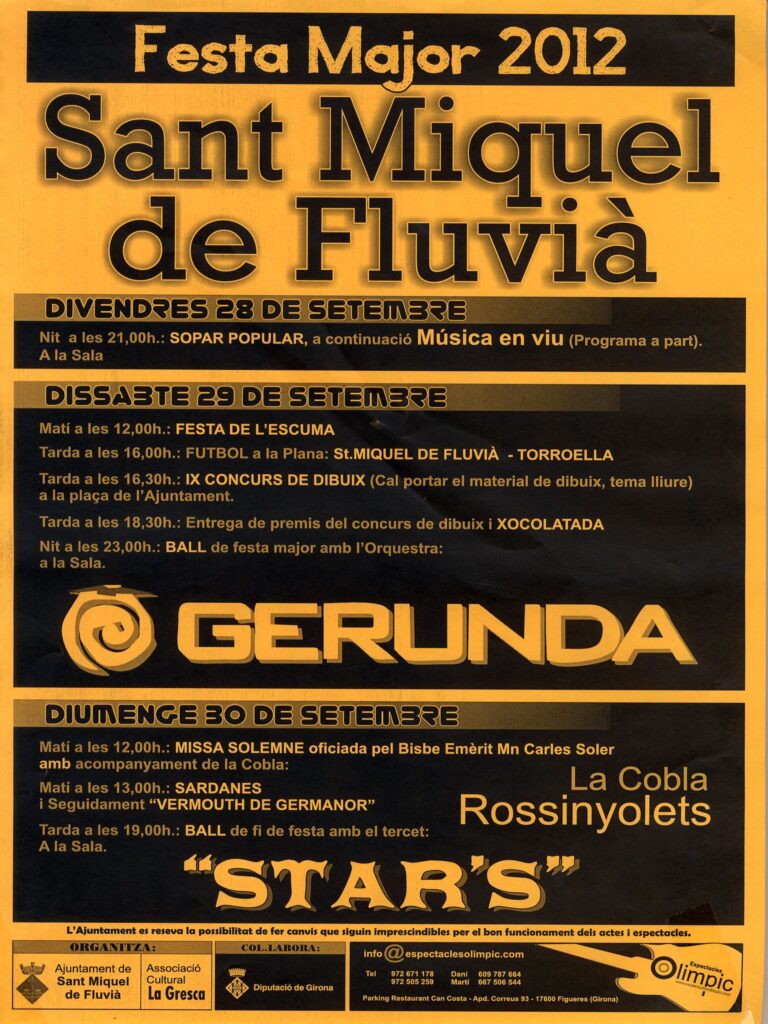 Festa Major 2012
Sant Miquel
de Fluvià
DIVENDRES 28 DE SETEMBRE
Nit a les 21,00h.: SOPAR POPULAR, a continuació Música en viu (Programa a part).
A la Sala
DISSABTE 29 DE SETEMBRE
Matí a les 12,00h.: FESTA DE L'ESCUMA
Tarda a les 16,00h.: FUTBOL a la Plana: St.MIQUEL DE FLUVIÀ - TORROELLA
Tarda a les 16,30h.: IX CONCURS DE DIBUIX (Cal portar el material de dibuix, tema lliure)
a la plaça de l'Ajuntament.
Tarda a les 18,30h.: Entrega de premis del concurs de dibuix i XOCOLATADA
Nit a les 23,00h.: BALL de festa major amb l'Orquestra:
a la Sala.
GERUNDA
DIUMENGE 30 DE SETEMBRE
Matí a les 12,00h.: MISSA SOLEMNE oficiada pel Bisbe Emèrit Mn Carles Soler
amb acompanyament de la Cobla:
Matí a les 13,00h.: SARDANES
i Seguidament "VERMOUTH DE GERMANOR"
La Cobla
Rossinyolets
Tarda a les 19,00h.: BALL de fi de festa amb el tercet:
A la Sala.
"STAR'S"
L'Ajuntament es reserva la possibilitat de fer canvis que siguin imprescindibles per el bon funcionament dels actes i espectacles.
ORGANITZA:
Ajuntament de
Sant Miquel
de Fluvià
Associació
Cultural
La Gresca
COL.LABORA:
Diputació de Girona
info@espectaclesolimpic.com
Tel 972 671 178 Dani 609 787 664
972 505 259 Martí 667 506 544
Parking Restaurant Can Costa - Apd. Correus 93 - 17600 Figueres (Girona)
Espectacles
Olimpic